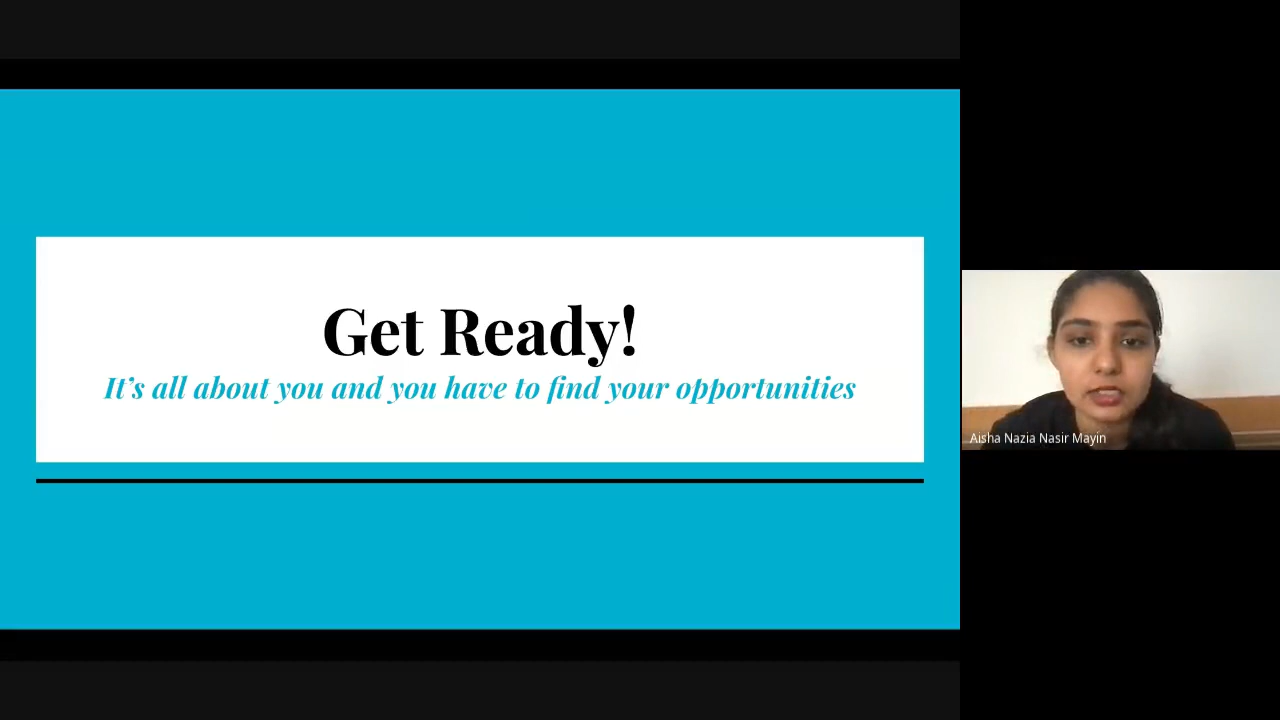 Get Ready!
It's all about you and you have to find your opportunities
Aisha Nazia Nasir Mayin